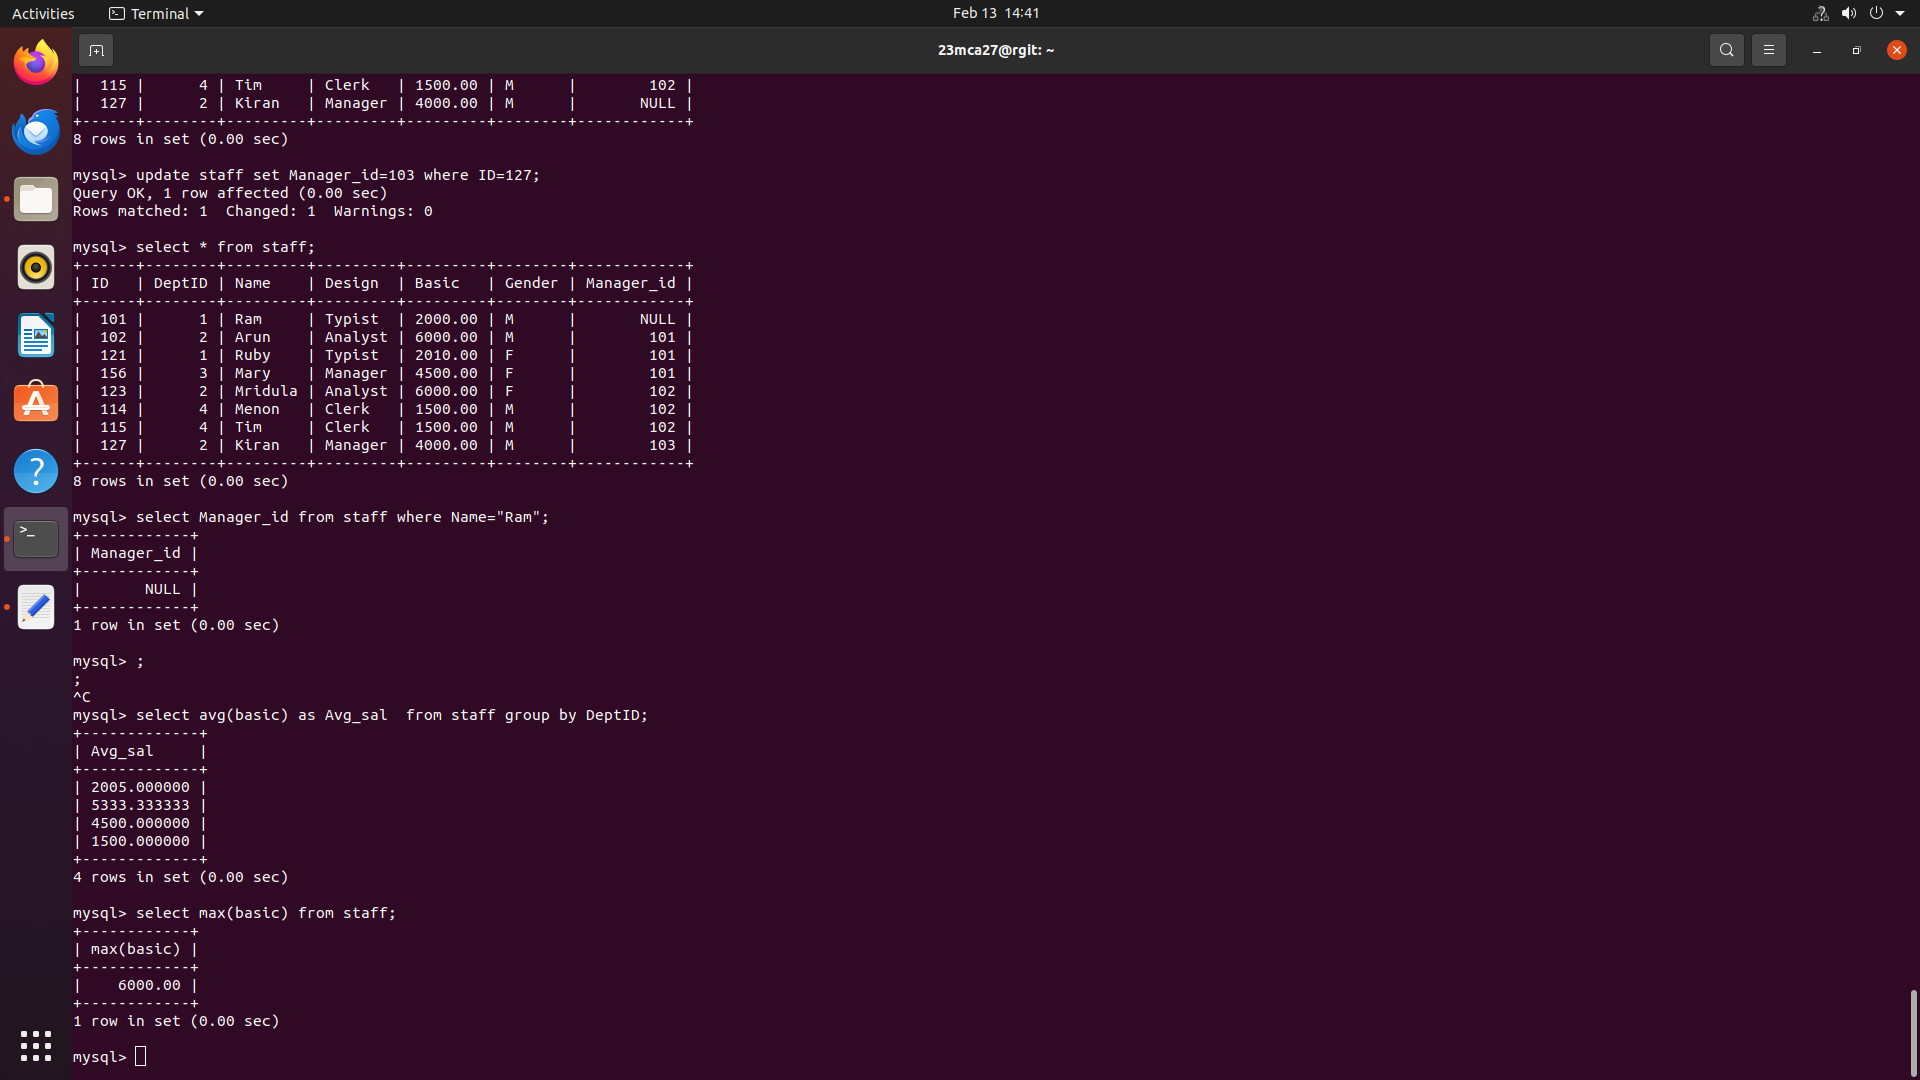 Activities
Terminal
Feb 13 14:41
23mca27@rgit: ~
|  115 |      4 | Tim     | Clerk   | 1500.00 | M      |        102 |
|  127 |      2 | Kiran   | Manager | 4000.00 | M      |       NULL |
+------+--------+---------+---------+---------+--------+------------+
8 rows in set (0.00 sec)
mysql> update staff set Manager_id=103 where ID=127;
Query OK, 1 row affected (0.00 sec)
Rows matched: 1  Changed: 1  Warnings: 0
mysql> select * from staff;
+------+--------+---------+---------+---------+--------+------------+
| ID   | DeptID | Name    | Design  | Basic   | Gender | Manager_id |
+------+--------+---------+---------+---------+--------+------------+
|  101 |      1 | Ram     | Typist  | 2000.00 | M      |       NULL |
|  102 |      2 | Arun    | Analyst | 6000.00 | M      |        101 |
|  121 |      1 | Ruby    | Typist  | 2010.00 | F      |        101 |
|  156 |      3 | Mary    | Manager | 4500.00 | F      |        101 |
|  123 |      2 | Mridula | Analyst | 6000.00 | F      |        102 |
|  114 |      4 | Menon   | Clerk   | 1500.00 | M      |        102 |
|  115 |      4 | Tim     | Clerk   | 1500.00 | M      |        102 |
|  127 |      2 | Kiran   | Manager | 4000.00 | M      |        103 |
+------+--------+---------+---------+---------+--------+------------+
8 rows in set (0.00 sec)
mysql> select Manager_id from staff where Name="Ram";
+------------+
| Manager_id |
+------------+
|       NULL |
+------------+
1 row in set (0.00 sec)
mysql> ;
;
^C
mysql> select avg(basic) as Avg_sal  from staff group by DeptID;
+-------------+
| Avg_sal     |
+-------------+
| 2005.000000 |
| 5333.333333 |
| 4500.000000 |
| 1500.000000 |
+-------------+
4 rows in set (0.00 sec)
mysql> select max(basic) from staff;
+------------+
| max(basic) |
+------------+
|    6000.00 |
+------------+
1 row in set (0.00 sec)
mysql>